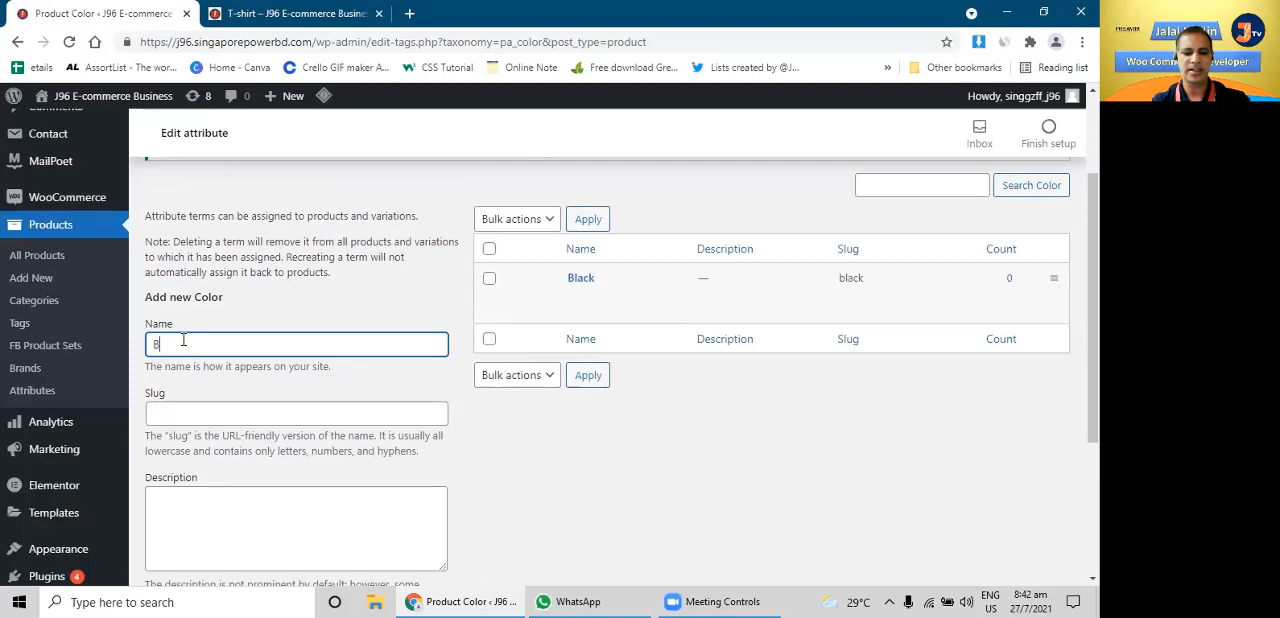 Product Color ‹ J96 E-commerce
T-shirt – J96 E-commerce Busine
https://j96.singaporepowerbd.com/wp-admin/edit-tags.php?taxonomy=pa_color&post_type=product
etails
AL AssortList - The wor...
Home - Canva
Crello GIF maker A...
CSS Tutorial
Online Note
Free download Gre...
Lists created by @J...
»
Other bookmarks
Reading list
FREELANCER
TV
Woo Com
J96 E-commerce Business
8
0
New
Howdy, singgzff_j96
Contact
MailPoet
WooCommerce
Products
All Products
Add New
Categories
Tags
FB Product Sets
Brands
Attributes
Analytics
Marketing
Elementor
Templates
Appearance
Plugins 4
Edit attribute
Inbox
Finish setup
Search Color
Attribute terms can be assigned to products and variations.
Note: Deleting a term will remove it from all products and variations
to which it has been assigned. Recreating a term will not
automatically assign it back to products.
Add new Color
Name
B
The name is how it appears on your site.
Slug
The “slug” is the URL-friendly version of the name. It is usually all
lowercase and contains only letters, numbers, and hyphens.
Description
The description is not prominent by default; however, some
Bulk actions
Apply
Name Description Slug Count
Black — black 0
Name Description Slug Count
Bulk actions
Apply
Type here to search
Product Color ‹ J96 ...
WhatsApp
Meeting Controls
29°C
ENG
US
8:42 am
27/7/2021